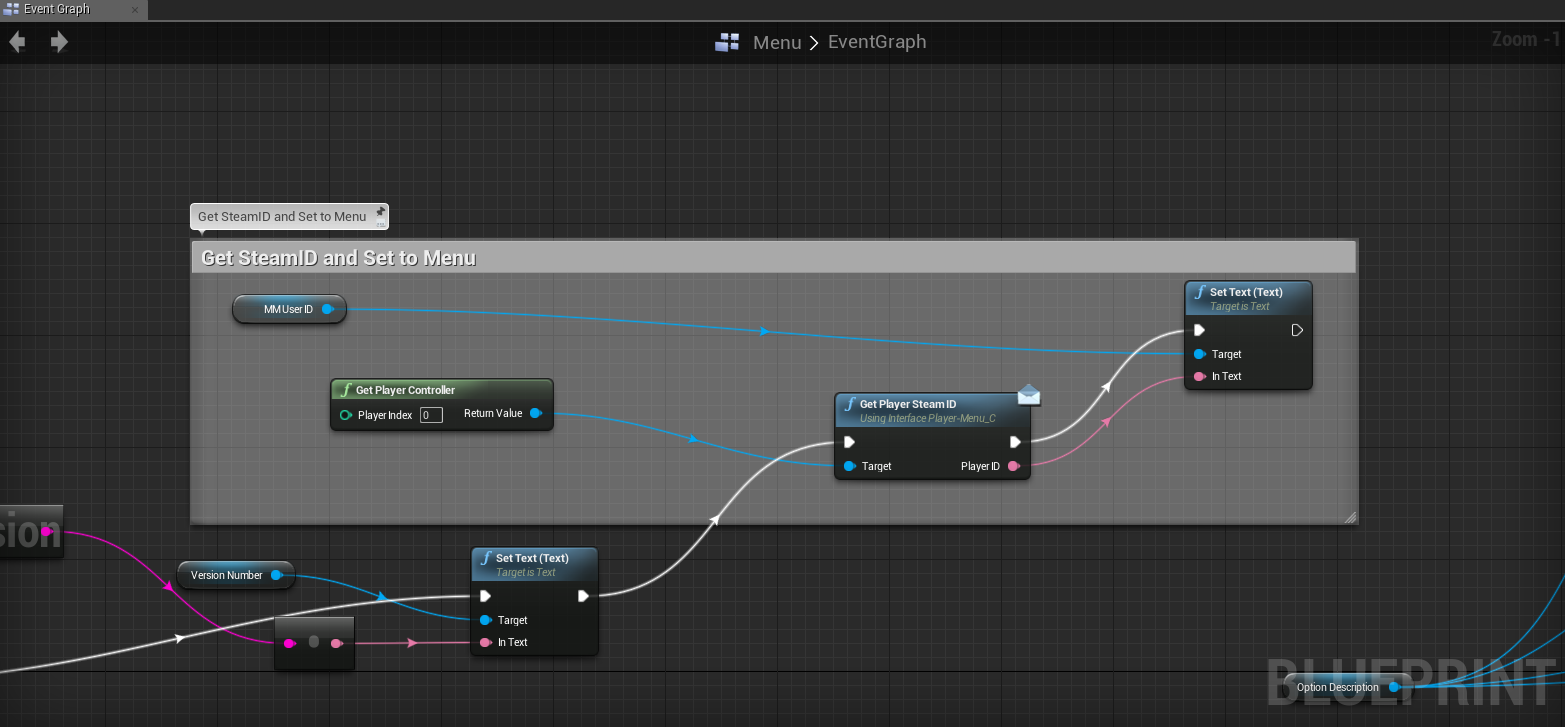 Event Graph
Menu > EventGraph
Zoom -1
Get SteamID and Set to Menu
Get SteamID and Set to Menu
MM User ID
f Set Text (Text)
Target is Text
Target
In Text
f Get Player Controller
Player Index 0
Return Value
f Get Player Steam ID
Using Interface Player-Menu_C
Target
Player ID
sion
Version Number
f Set Text (Text)
Target is Text
Target
In Text
BLUEPRINT
Option Description